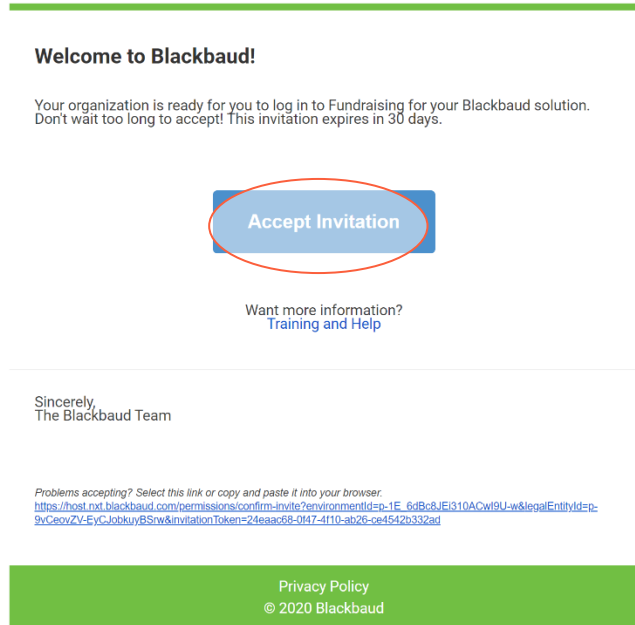 Welcome to Blackbaud!
Your organization is ready for you to log in to Fundraising for your Blackbaud solution.
Don't wait too long to accept! This invitation expires in 30 days.
Accept Invitation
Want more information?
Training and Help
Sincerely,
The Blackbaud Team
Problems accepting? Select this link or copy and paste it into your browser.
https://host.nxt.blackbaud.com/permissions/confirm-invite?environmentId=p-1E_6dBc8JEi310ACwI9U-w&legalEntityId=p-
9vCeovZV-EyCJobkuyBSrw&invitationToken=24eaac68-0f47-4f10-ab26-ce4542b332ad
Privacy Policy
© 2020 Blackbaud